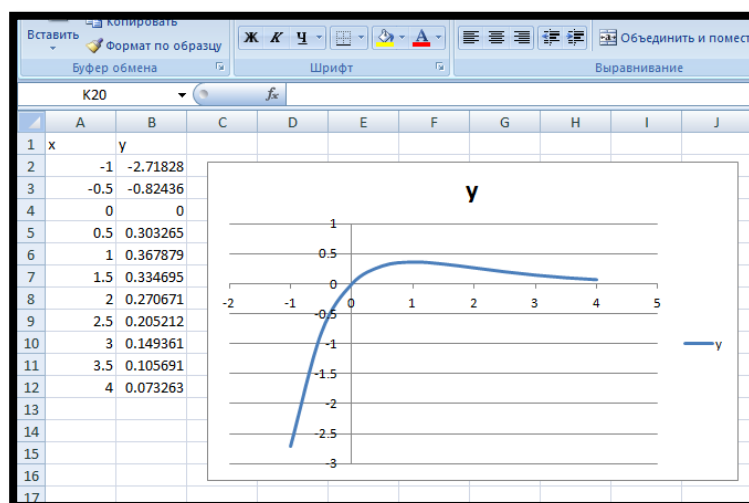 Вставить
Копировать
Формат по образцу
Ж К Ч А
Объединить и помест
Буфер обмена
Шрифт
Выравнивание
K20 fx
A B C D E F G H I J
1 x y
2 -1 -2.71828
3 -0.5 -0.82436
4 0 0
5 0.5 0.303265
6 1 0.367879
7 1.5 0.334695
8 2 0.270671
9 2.5 0.205212
10 3 0.149361
11 3.5 0.105691
12 4 0.073263
13
14
15
16
17
y
1
0.5
0
-0.5
-1
-1.5
-2
-2.5
-3
-2 -1 0 1 2 3 4 5
y